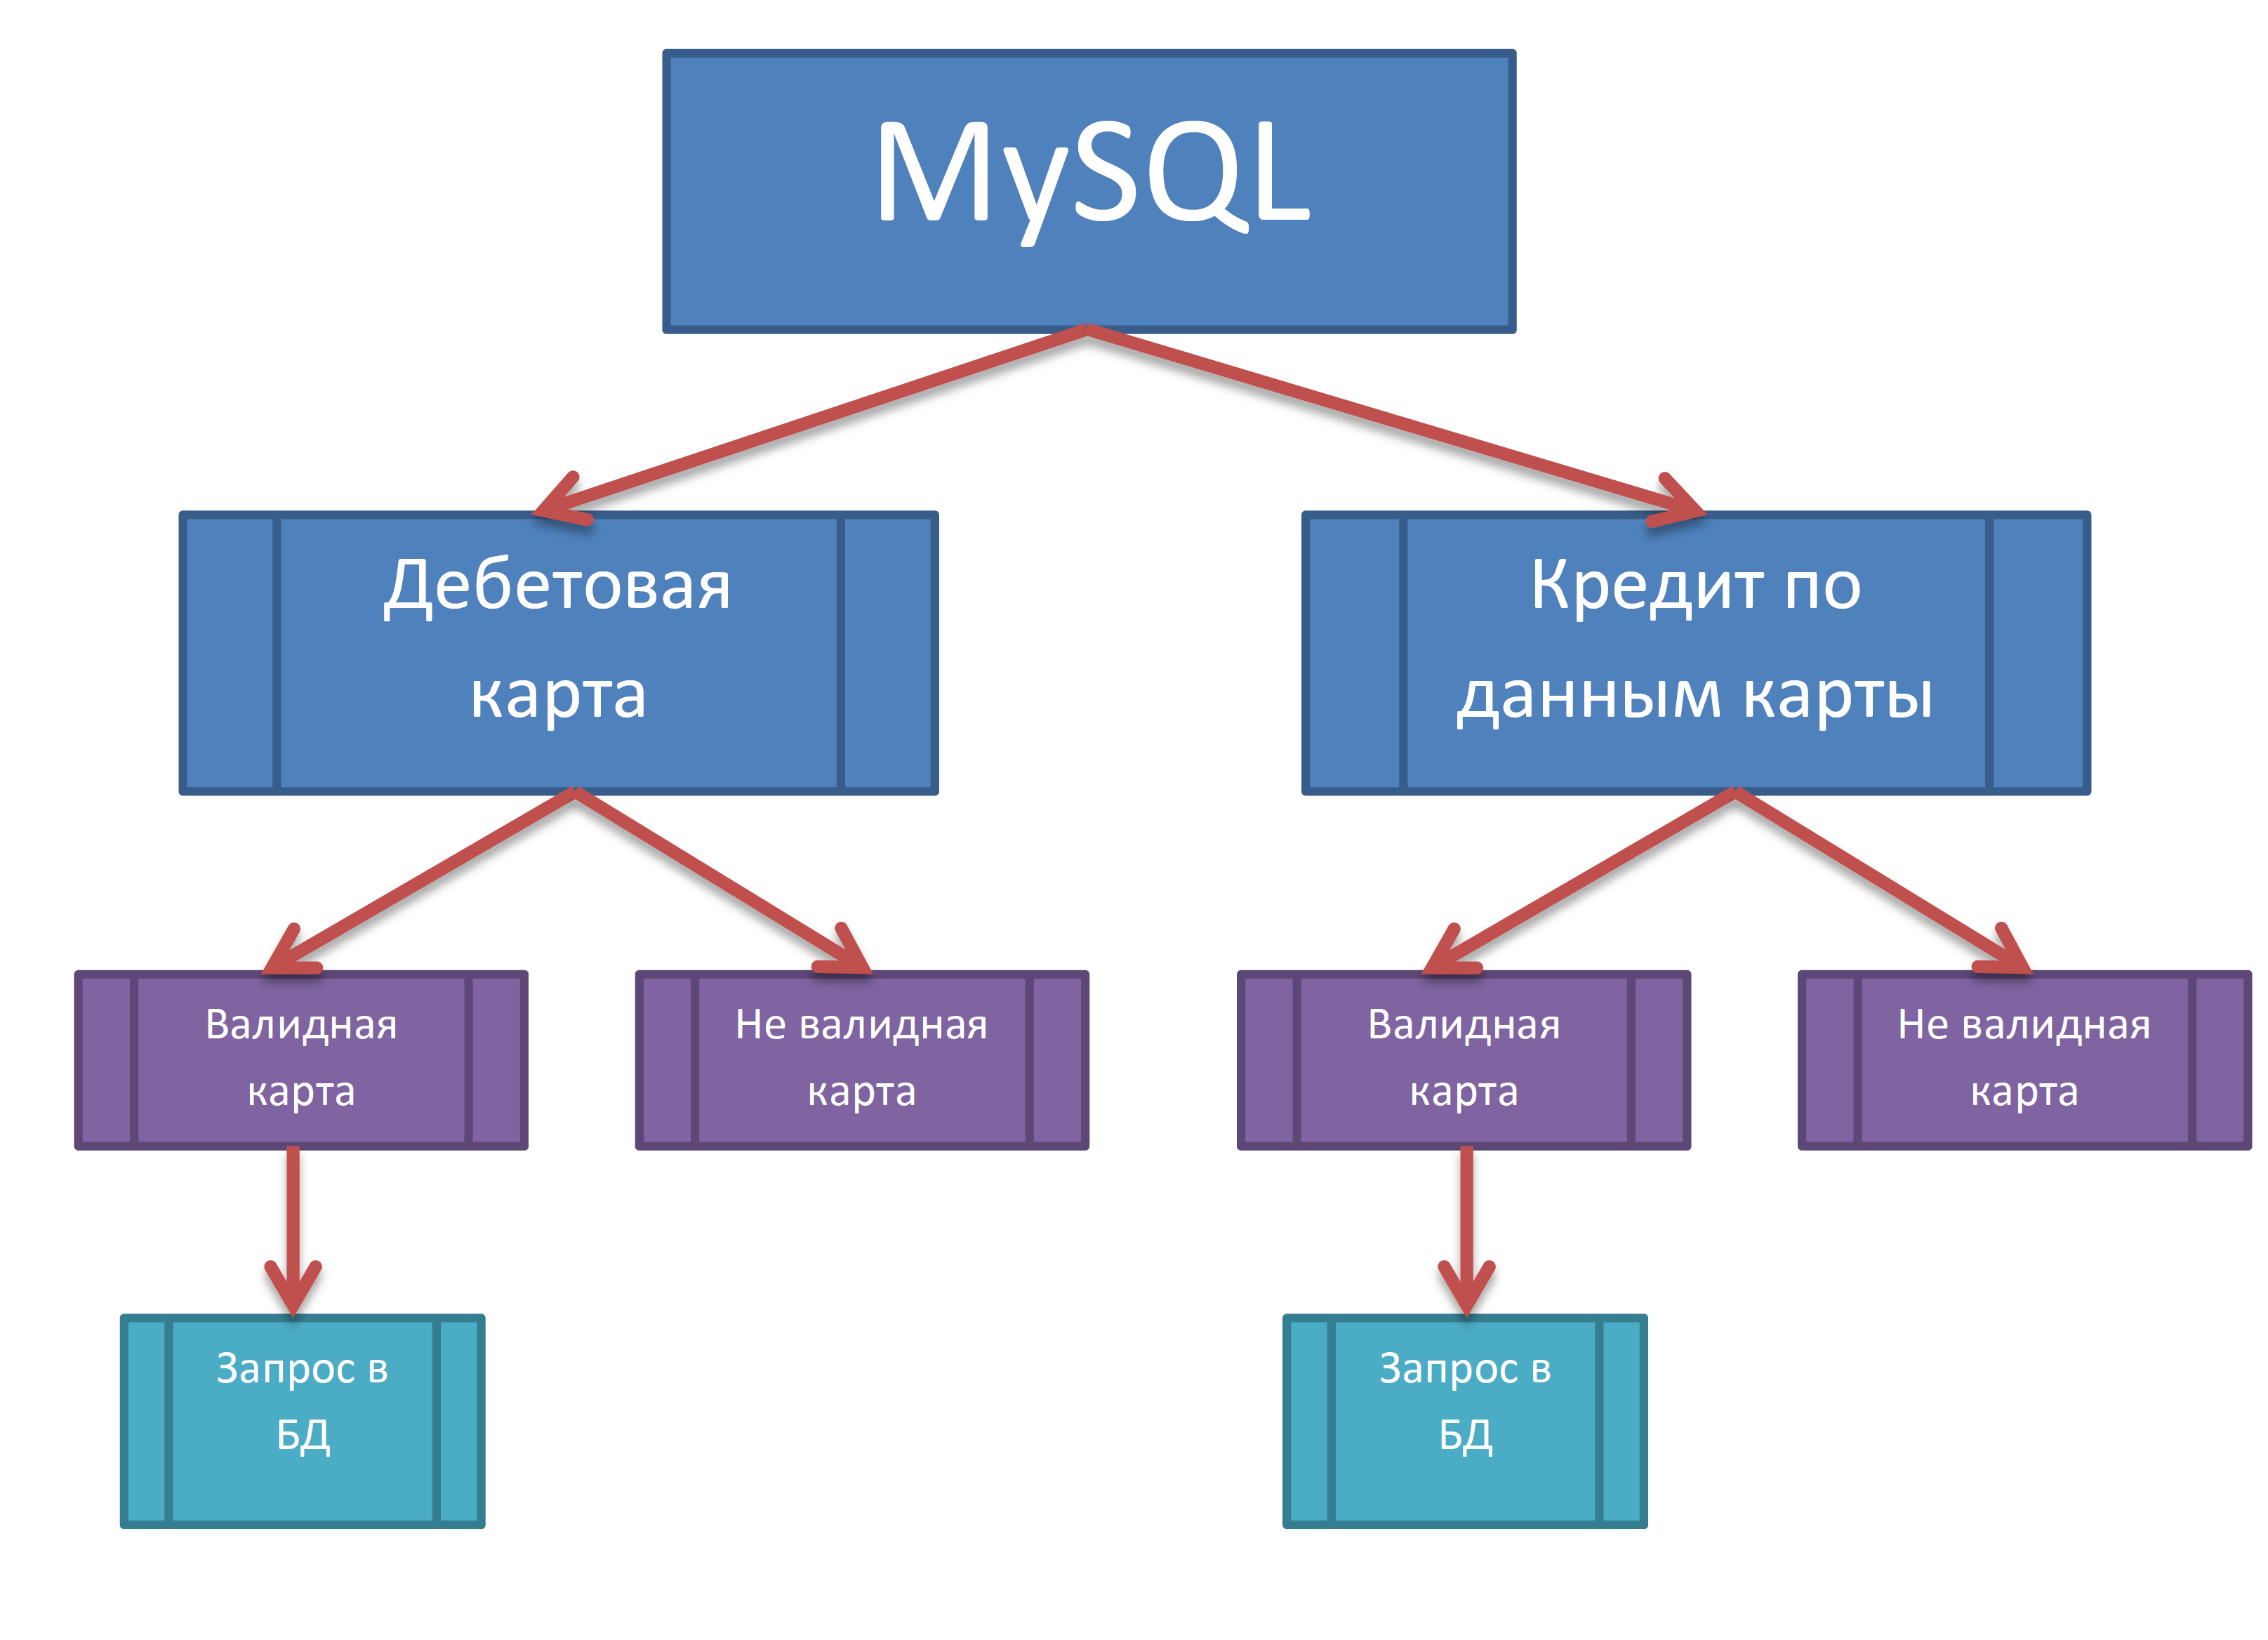 MySQL
Дебетовая
карта
Кредит по
данным карты
Валидная
карта
Не валидная
карта
Валидная
карта
Не валидная
карта
Запрос в
БД
Запрос в
БД